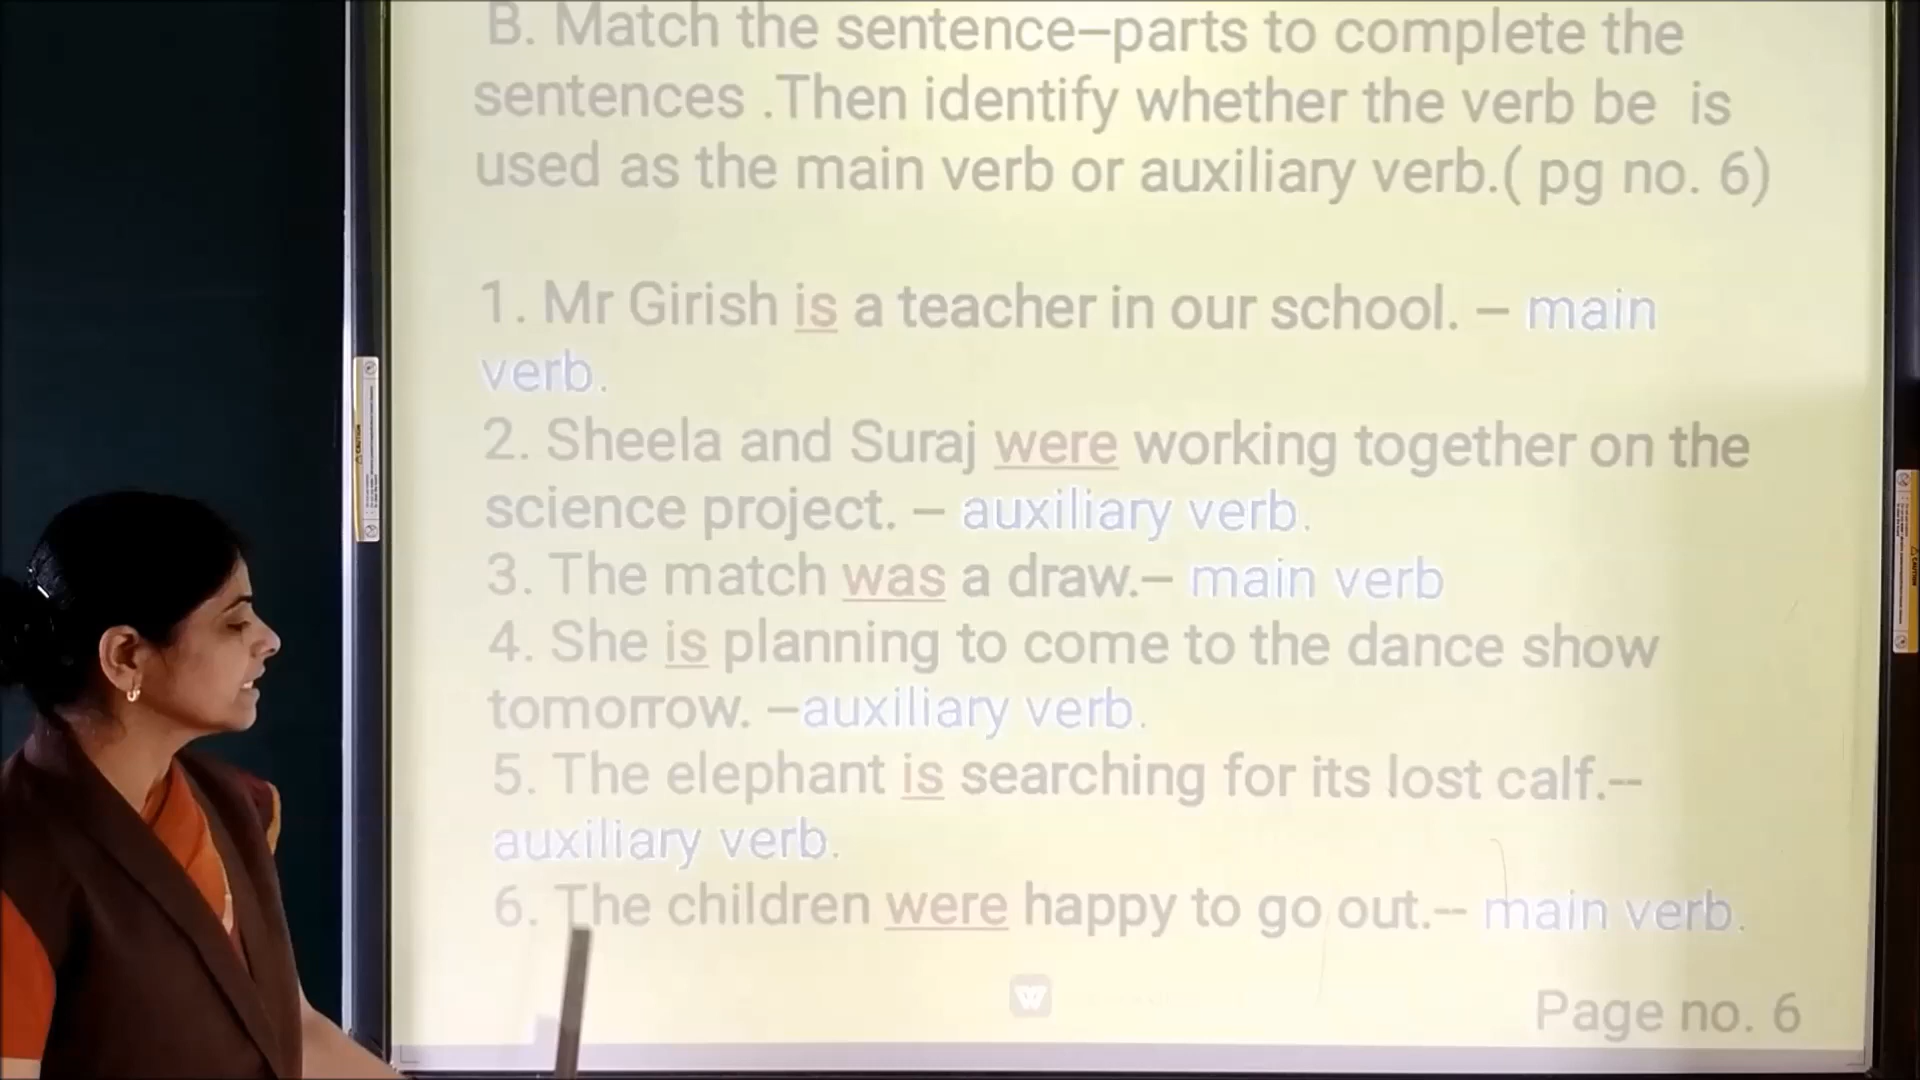 B. Match the sentence–parts to complete the
sentences .Then identify whether the verb be is
used as the main verb or auxiliary verb.( pg no. 6)
1. Mr Girish is a teacher in our school. – main
verb.
2. Sheela and Suraj were working together on the
science project. – auxiliary verb.
3. The match was a draw.– main verb
4. She is planning to come to the dance show
tomorrow. –auxiliary verb.
5. The elephant is searching for its lost calf.--
auxiliary verb.
6. The children were happy to go out.-- main verb.
W
Page no. 6
CAUTION
CAUTION